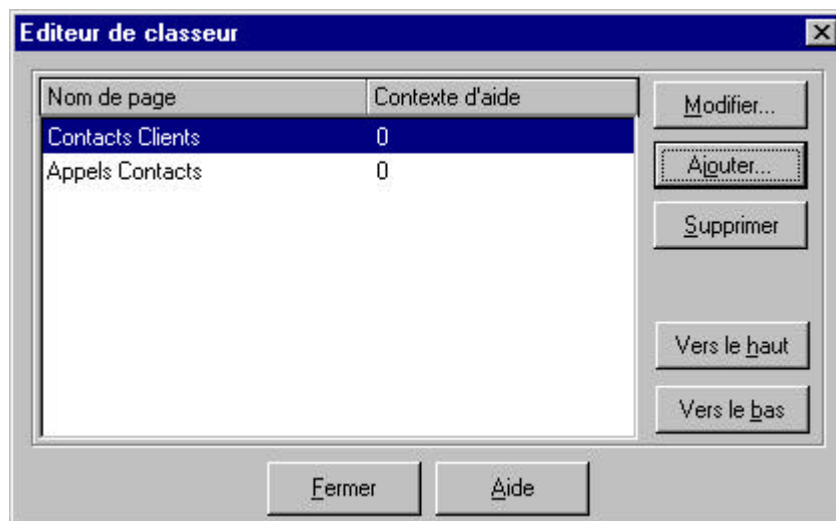 Editeur de classeur
Nom de page Contexte d'aide
Contacts Clients 0
Appels Contacts 0
Modifier...
Ajouter...
Supprimer
Vers le haut
Vers le bas
Fermer Aide